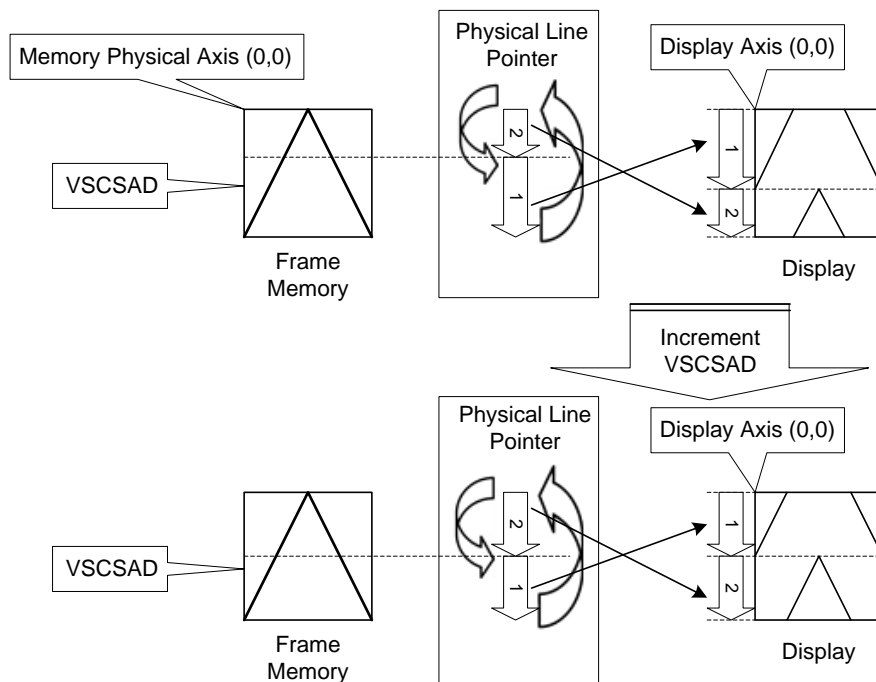 Memory Physical Axis (0,0)
Physical Line
Pointer
Display Axis (0,0)
VSCSAD
2
1
1
2
Frame
Memory
Display
Increment
VSCSAD
Physical Line
Pointer
Display Axis (0,0)
VSCSAD
2
1
1
2
Frame
Memory
Display